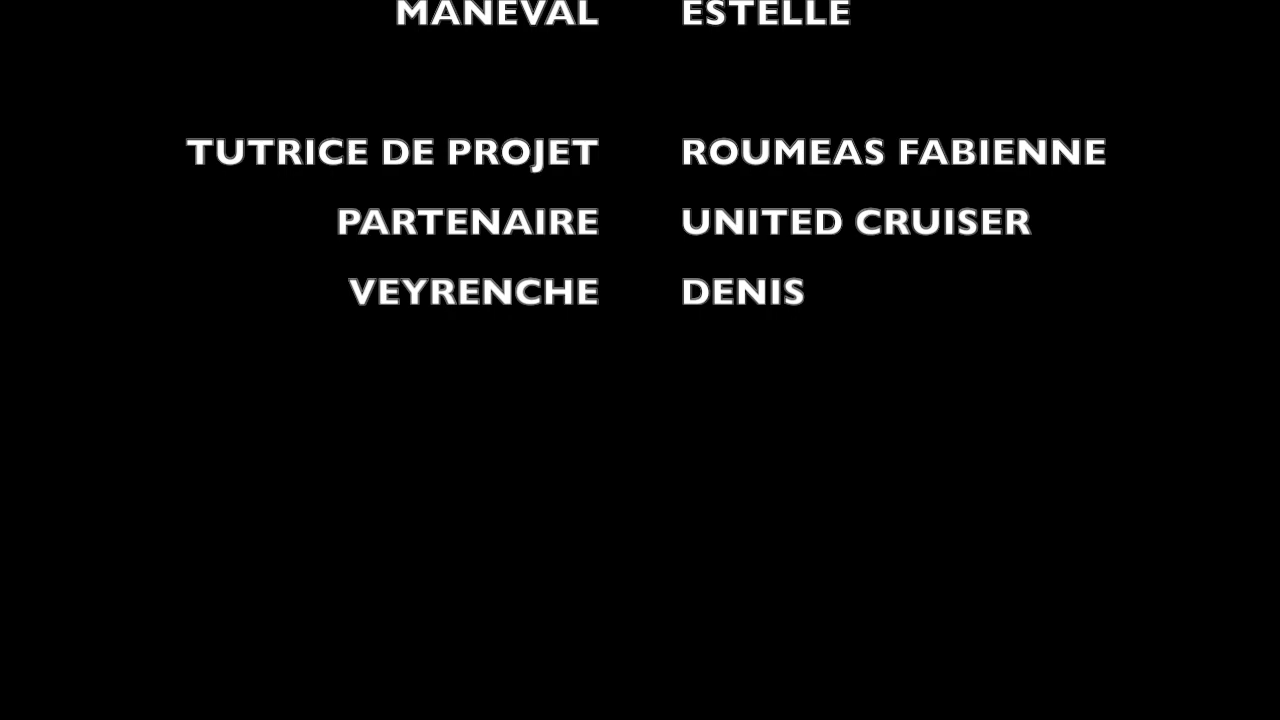 MANEVAL ESTELLE
TUTRICE DE PROJET ROUMEAS FABIENNE
PARTENAIRE UNITED CRUISER
VEYRENCHE DENIS